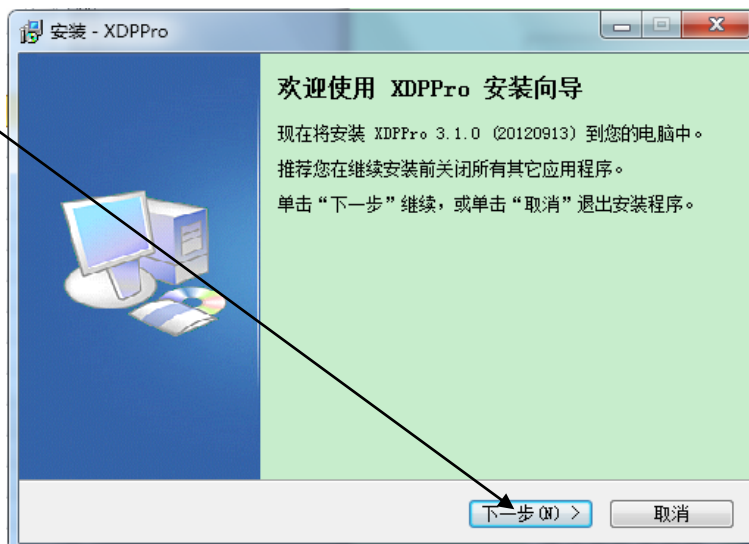 安装 - XDPPro
欢迎使用 XDPPro 安装向导
现在将安装 XDPPro 3.1.0 (20120913) 到您的电脑中。
推荐您在继续安装前关闭所有其它应用程序。
单击“下一步”继续，或单击“取消”退出安装程序。
下一步(N) >
取消